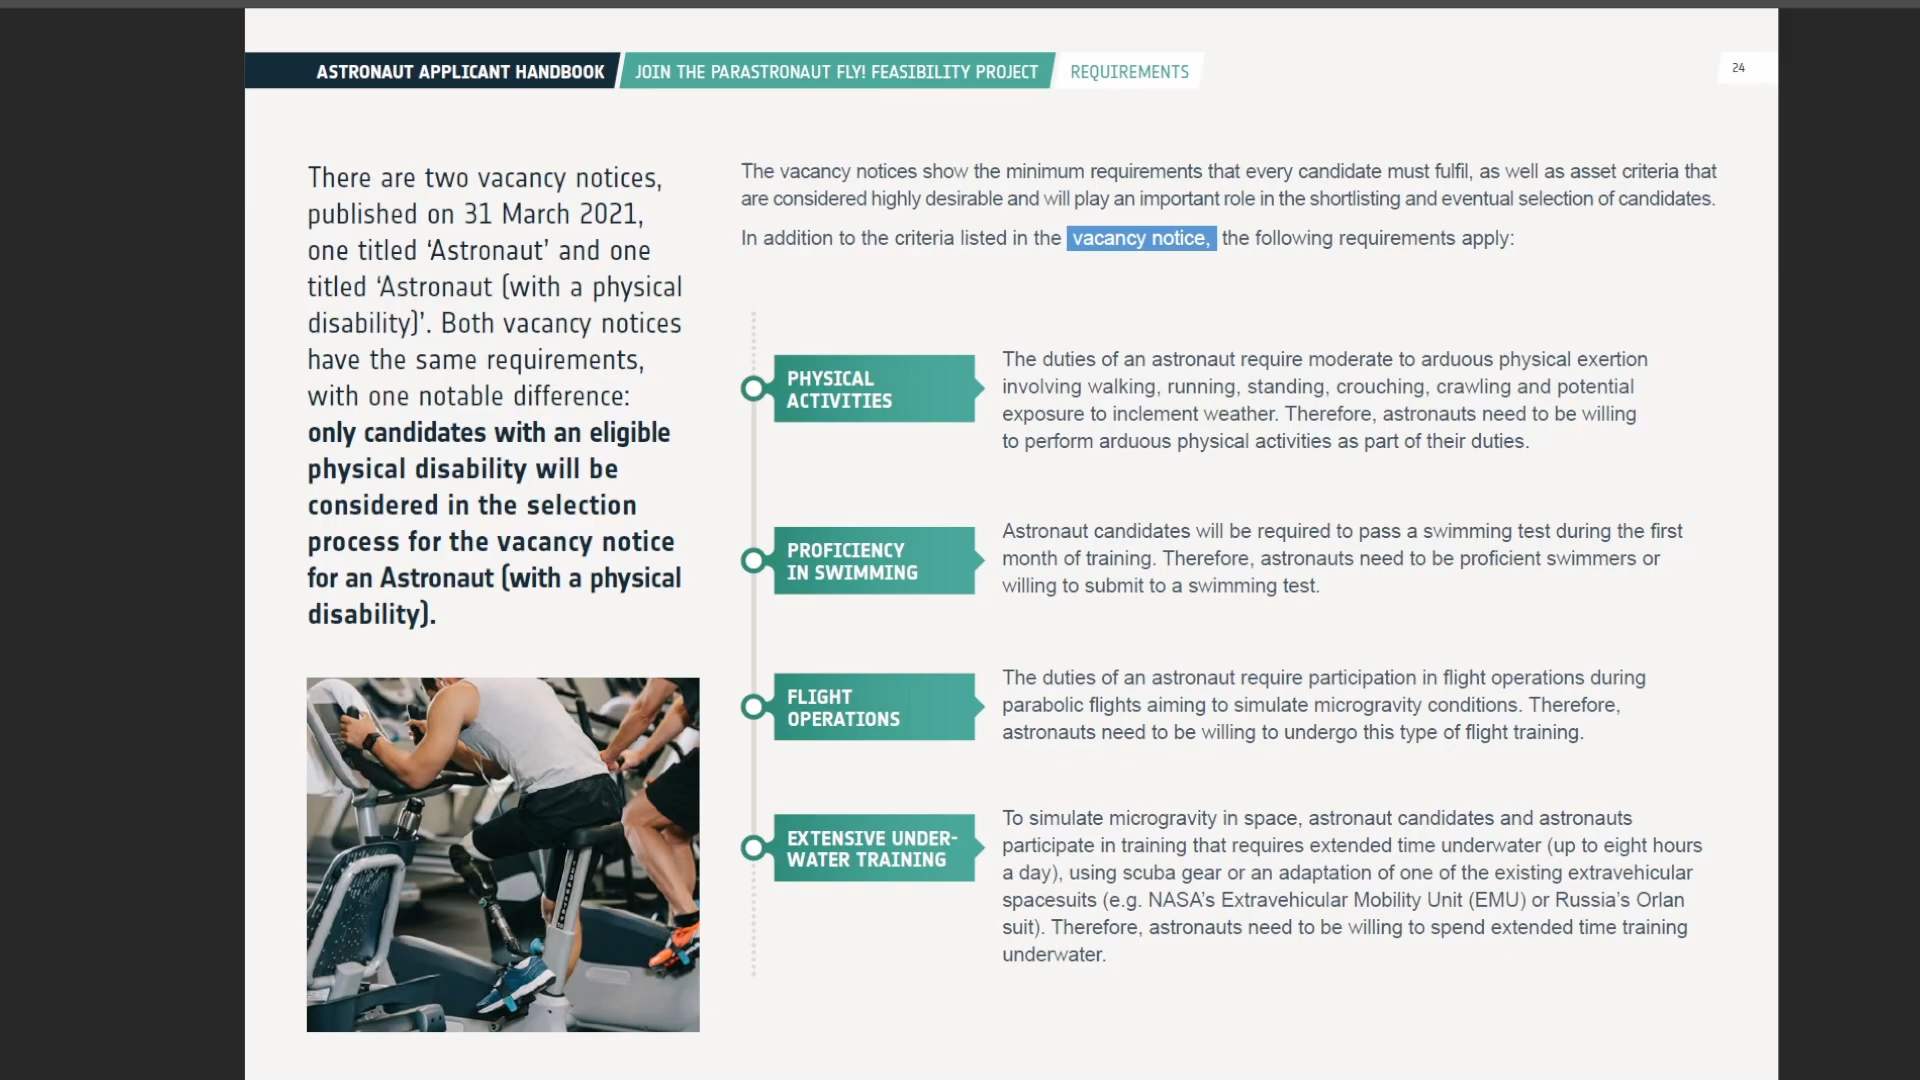 ASTRONAUT APPLICANT HANDBOOK JOIN THE PARASTRONAUT FLY! FEASIBILITY PROJECT REQUIREMENTS
24
There are two vacancy notices,
published on 31 March 2021,
one titled ‘Astronaut’ and one
titled ‘Astronaut (with a physical
disability)’. Both vacancy notices
have the same requirements,
with one notable difference:
only candidates with an eligible
physical disability will be
considered in the selection
process for the vacancy notice
for an Astronaut (with a physical
disability).
The vacancy notices show the minimum requirements that every candidate must fulfil, as well as asset criteria that
are considered highly desirable and will play an important role in the shortlisting and eventual selection of candidates.
In addition to the criteria listed in the vacancy notice, the following requirements apply:
PHYSICAL
ACTIVITIES
The duties of an astronaut require moderate to arduous physical exertion
involving walking, running, standing, crouching, crawling and potential
exposure to inclement weather. Therefore, astronauts need to be willing
to perform arduous physical activities as part of their duties.
PROFICIENCY
IN SWIMMING
Astronaut candidates will be required to pass a swimming test during the first
month of training. Therefore, astronauts need to be proficient swimmers or
willing to submit to a swimming test.
FLIGHT
OPERATIONS
The duties of an astronaut require participation in flight operations during
parabolic flights aiming to simulate microgravity conditions. Therefore,
astronauts need to be willing to undergo this type of flight training.
EXTENSIVE UNDER-
WATER TRAINING
To simulate microgravity in space, astronaut candidates and astronauts
participate in training that requires extended time underwater (up to eight hours
a day), using scuba gear or an adaptation of one of the existing extravehicular
spacesuits (e.g. NASA’s Extravehicular Mobility Unit (EMU) or Russia’s Orlan
suit). Therefore, astronauts need to be willing to spend extended time training
underwater.